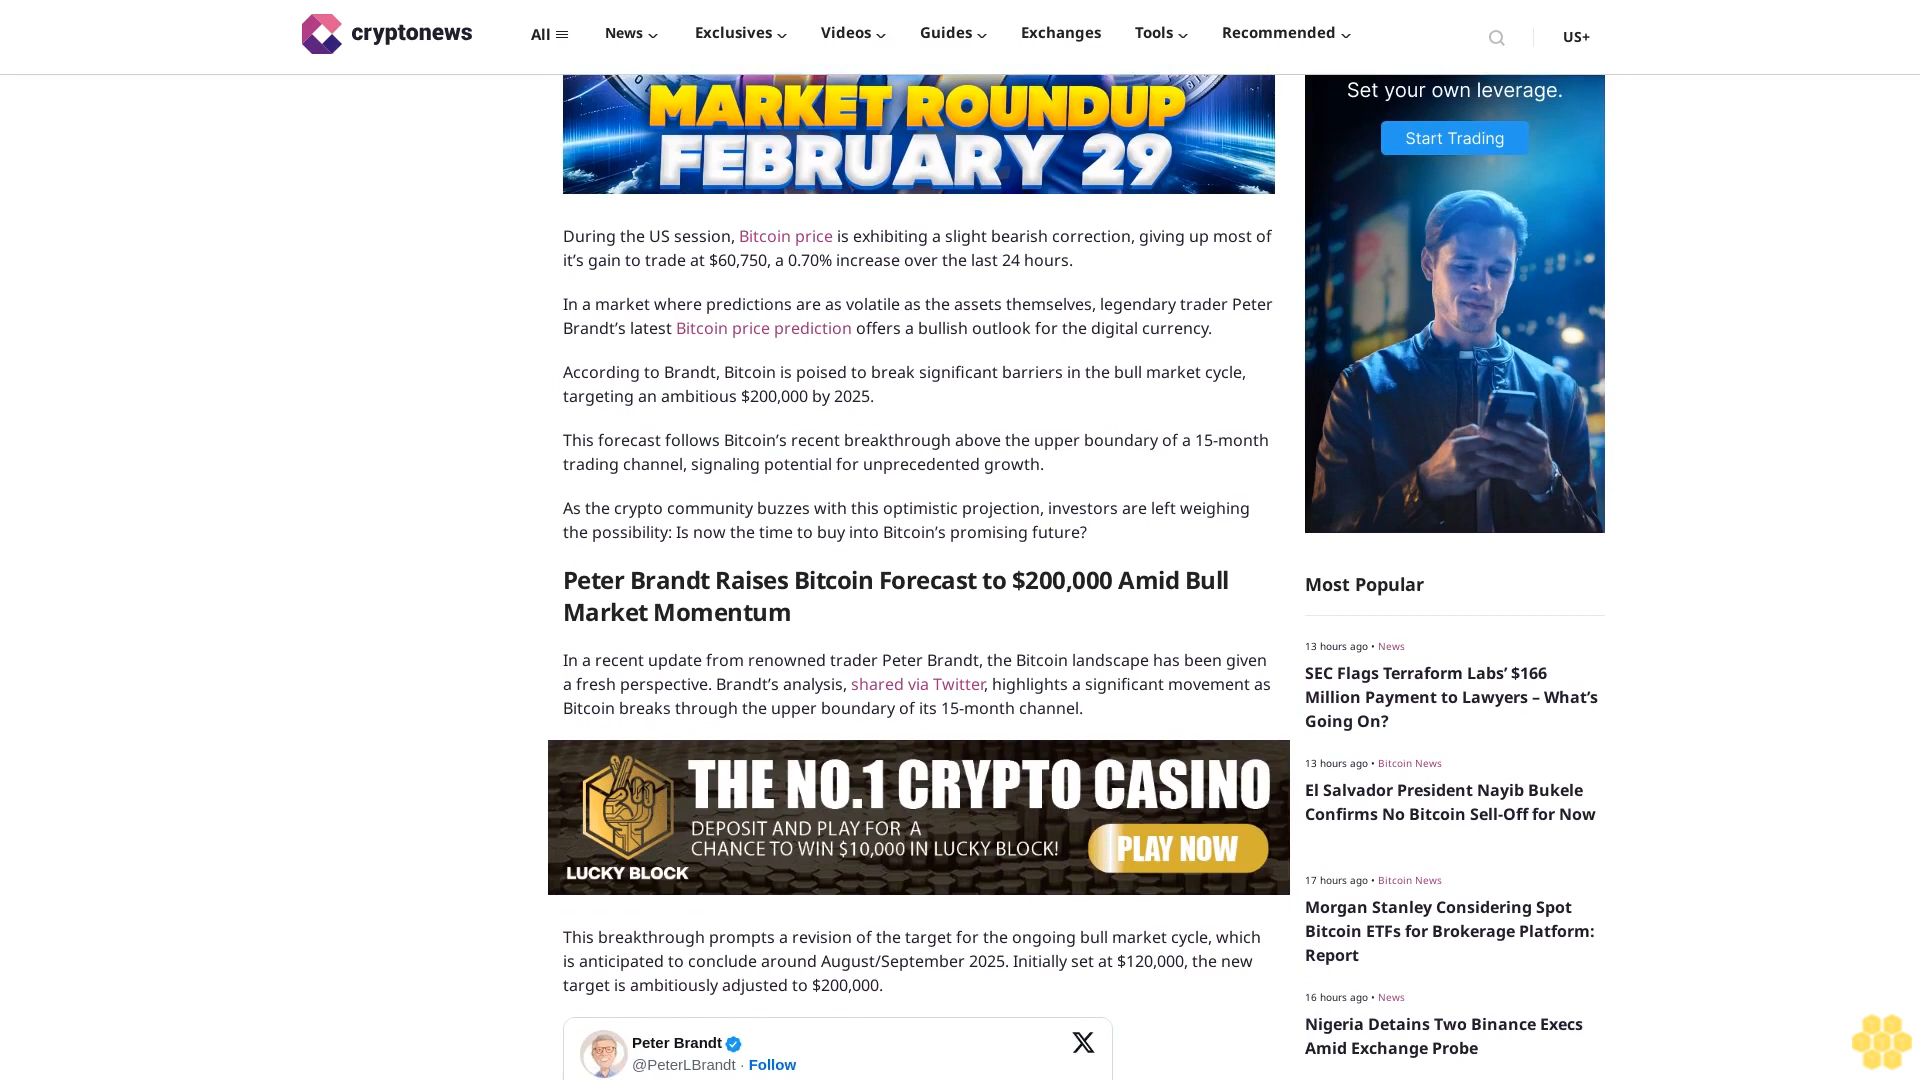 cryptonews
All
News
Exclusives
Videos
Guides
Exchanges
Tools
Recommended
US+
MARKET ROUNDUP
FEBRUARY 29
During the US session, Bitcoin price is exhibiting a slight bearish correction, giving up most of
it’s gain to trade at $60,750, a 0.70% increase over the last 24 hours.
In a market where predictions are as volatile as the assets themselves, legendary trader Peter
Brandt’s latest Bitcoin price prediction offers a bullish outlook for the digital currency.
According to Brandt, Bitcoin is poised to break significant barriers in the bull market cycle,
targeting an ambitious $200,000 by 2025.
This forecast follows Bitcoin’s recent breakthrough above the upper boundary of a 15-month
trading channel, signaling potential for unprecedented growth.
As the crypto community buzzes with this optimistic projection, investors are left weighing
the possibility: Is now the time to buy into Bitcoin’s promising future?
Peter Brandt Raises Bitcoin Forecast to $200,000 Amid Bull
Market Momentum
In a recent update from renowned trader Peter Brandt, the Bitcoin landscape has been given
a fresh perspective. Brandt’s analysis, shared via Twitter, highlights a significant movement as
Bitcoin breaks through the upper boundary of its 15-month channel.
THE NO.1 CRYPTO CASINO
DEPOSIT AND PLAY FOR A
CHANCE TO WIN $10,000 IN LUCKY BLOCK!
PLAY NOW
LUCKY BLOCK
This breakthrough prompts a revision of the target for the ongoing bull market cycle, which
is anticipated to conclude around August/September 2025. Initially set at $120,000, the new
target is ambitiously adjusted to $200,000.
Peter Brandt
@PeterLBrandt · Follow
Set your own leverage.
Start Trading
Most Popular
13 hours ago • News
SEC Flags Terraform Labs’ $166
Million Payment to Lawyers – What’s
Going On?
13 hours ago • Bitcoin News
El Salvador President Nayib Bukele
Confirms No Bitcoin Sell-Off for Now
17 hours ago • Bitcoin News
Morgan Stanley Considering Spot
Bitcoin ETFs for Brokerage Platform:
Report
16 hours ago • News
Nigeria Detains Two Binance Execs
Amid Exchange Probe